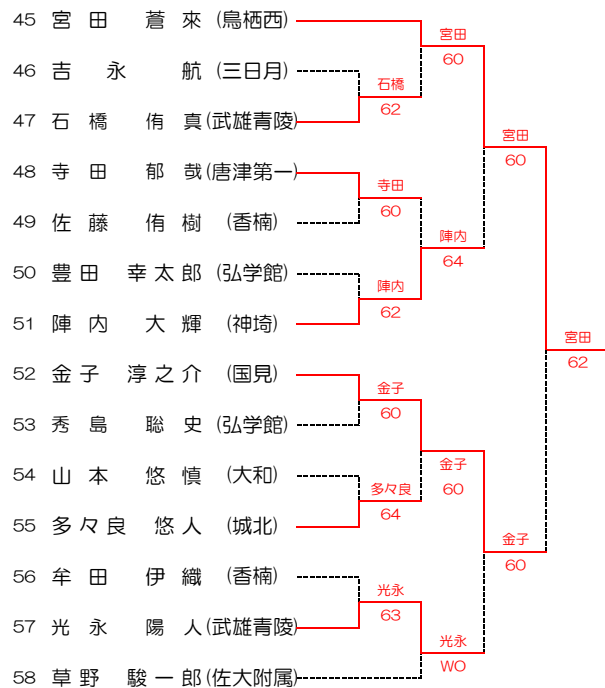 45 宮田 蒼來 (鳥栖西)
宮田
60
46 吉永 航 (三日月)
石橋
62
47 石橋 侑真 (武雄青陵)
宮田
60
48 寺田 郁哉 (唐津第一)
寺田
60
49 佐藤 侑樹 (香楠)
陣内
64
50 豊田 幸太郎 (弘学館)
陣内
62
51 陣内 大輝 (神埼)
宮田
62
52 金子 淳之介 (国見)
金子
60
53 秀島 聡史 (弘学館)
金子
60
54 山本 悠慎 (大和)
多々良
64
55 多々良 悠人 (城北)
金子
60
56 牟田 伊織 (香楠)
光永
63
57 光永 陽人 (武雄青陵)
光永
WO
58 草野 駿一郎 (佐大附属)